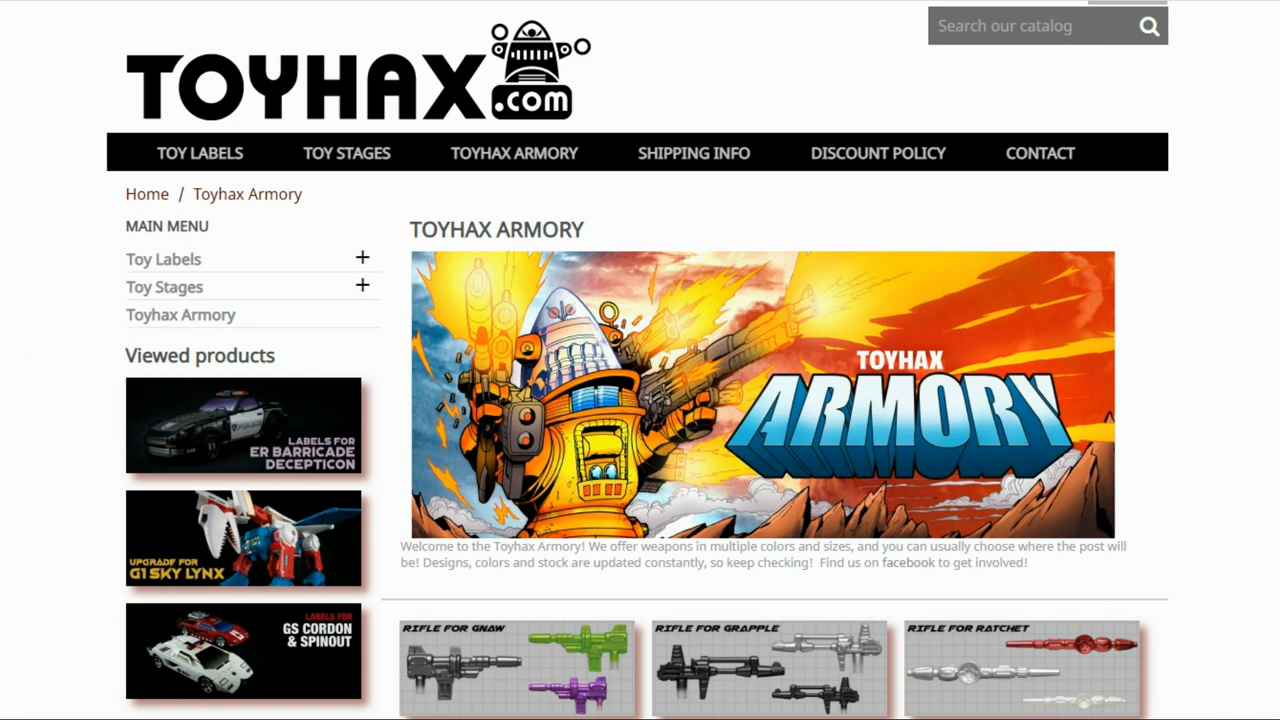 Search our catalog
TOYHAX
.com
TOY LABELS TOY STAGES TOYHAX ARMORY SHIPPING INFO DISCOUNT POLICY CONTACT
Home / Toyhax Armory
MAIN MENU
Toy Labels +
Toy Stages +
Toyhax Armory
Viewed products
LABELS FOR
ER BARRICADE
DECEPTICON
UPGRADE FOR
G1 SKY LYNX
LABELS FOR
GS CORDON
& SPINOUT
TOYHAX ARMORY
TOYHAX
ARMORY
Welcome to the Toyhax Armory! We offer weapons in multiple colors and sizes, and you can usually choose where the post will
be! Designs, colors and stock are updated constantly, so keep checking! Find us on facebook to get involved!
RIFLE FOR GNAW
RIFLE FOR GRAPPLE
RIFLE FOR RATCHET